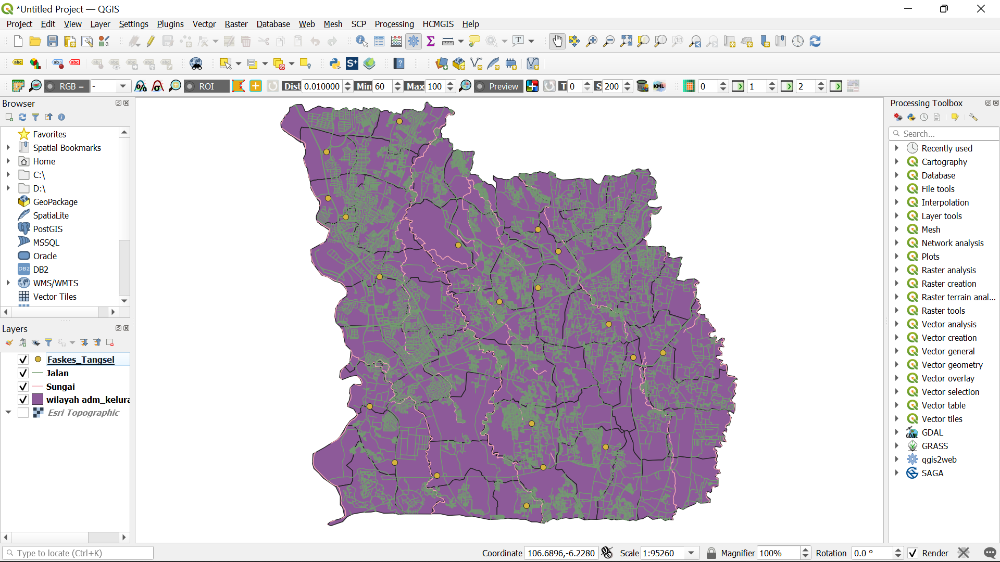 *Untitled Project — QGIS
Project Edit View Layer Settings Plugins Vector Raster Database Web Mesh SCP Processing HCMGIS Help
abc abc abc
RGB = - ROI Dist 0.010000 Min 60 Max 100 Preview T 0 S 200 KML 0 1 2
Browser
Favorites
Spatial Bookmarks
Home
C:\
D:\
GeoPackage
SpatiaLite
PostGIS
MSSQL
Oracle
DB2 DB2
WMS/WMTS
Vector Tiles
Layers
Faskes_Tangsel
Jalan
Sungai
wilayah adm_kelura
Esri Topographic
Processing Toolbox
Search...
Recently used
Cartography
Database
File tools
Interpolation
Layer tools
Mesh
Network analysis
Plots
Raster analysis
Raster creation
Raster terrain anal...
Raster tools
Vector analysis
Vector creation
Vector general
Vector geometry
Vector overlay
Vector selection
Vector table
Vector tiles
GDAL GDAL
GRASS
qgis2web
SAGA
Type to locate (Ctrl+K) Coordinate 106.6896,-6.2280 Scale 1:95260 Magnifier 100% Rotation 0.0 ° Render